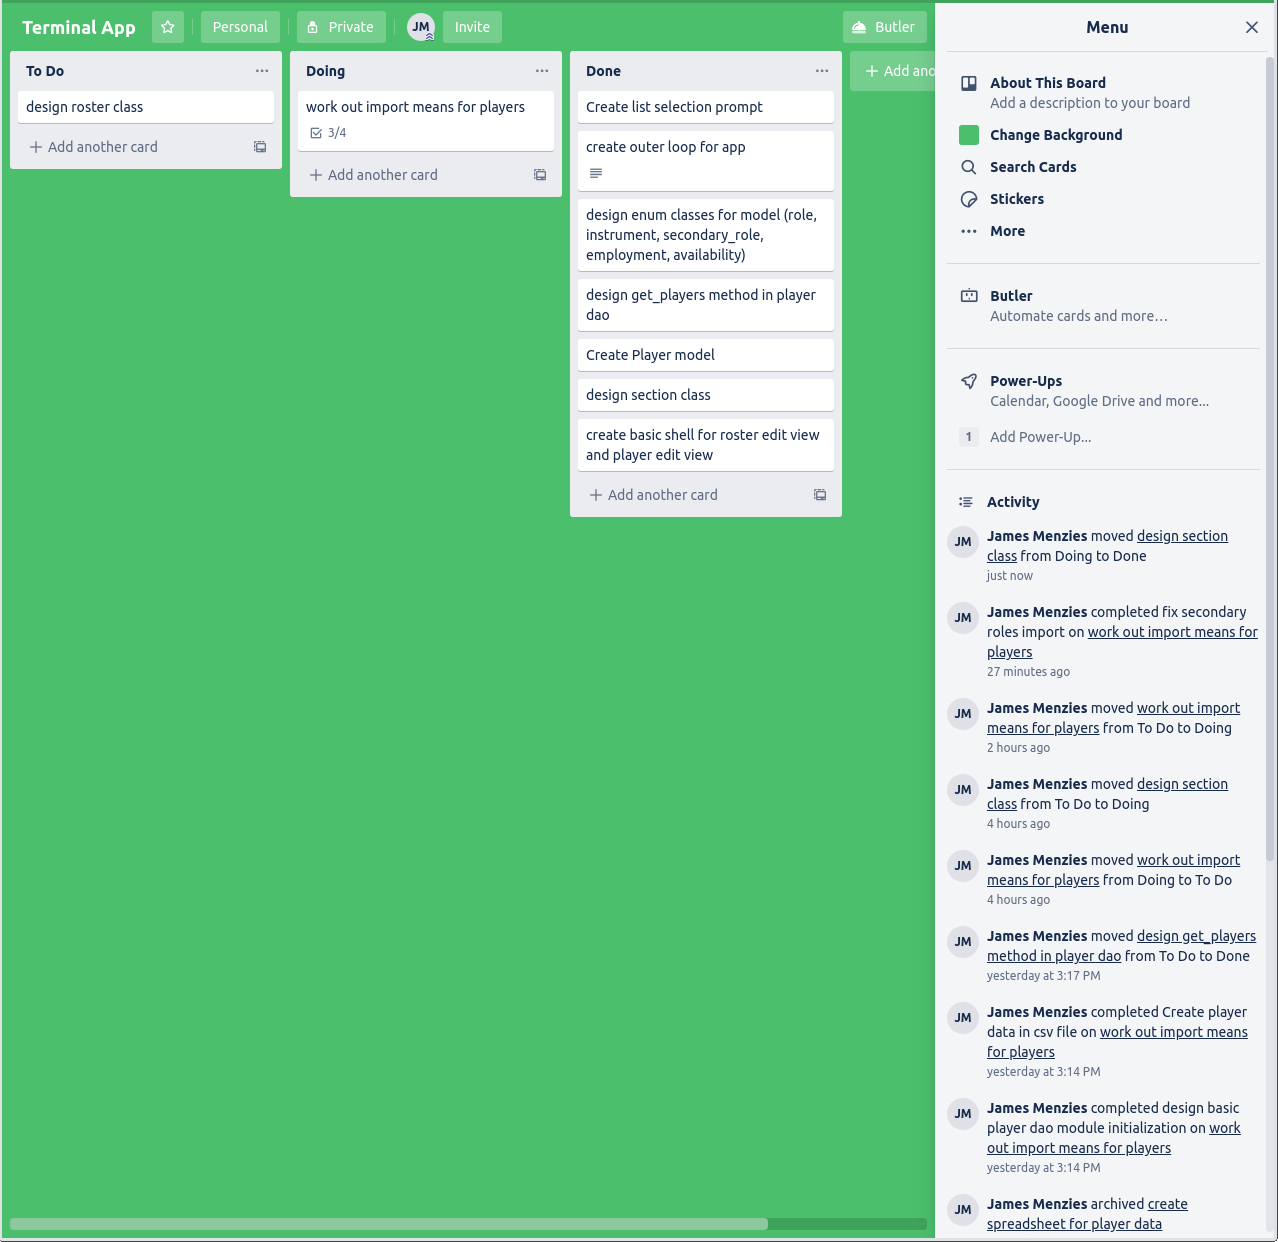 Terminal App
Personal
Private
JM
Invite
Butler
To Do
design roster class
Add another card
Doing
work out import means for players
3/4
Add another card
Done
Create list selection prompt
create outer loop for app
design enum classes for model (role,
instrument, secondary_role,
employment, availability)
design get_players method in player
dao
Create Player model
design section class
create basic shell for roster edit view
and player edit view
Add another card
Add ano
Menu
About This Board
Add a description to your board
Change Background
Search Cards
Stickers
More
Butler
Automate cards and more…
Power-Ups
Calendar, Google Drive and more...
1 Add Power-Up...
Activity
JM
James Menzies moved design section
class from Doing to Done
just now
JM
James Menzies completed fix secondary
roles import on work out import means for
players
27 minutes ago
JM
James Menzies moved work out import
means for players from To Do to Doing
2 hours ago
JM
James Menzies moved design section
class from To Do to Doing
4 hours ago
JM
James Menzies moved work out import
means for players from Doing to To Do
4 hours ago
JM
James Menzies moved design get_players
method in player dao from To Do to Done
yesterday at 3:17 PM
JM
James Menzies completed Create player
data in csv file on work out import means
for players
yesterday at 3:14 PM
JM
James Menzies completed design basic
player dao module initialization on work
out import means for players
yesterday at 3:14 PM
JM
James Menzies archived create
spreadsheet for player data